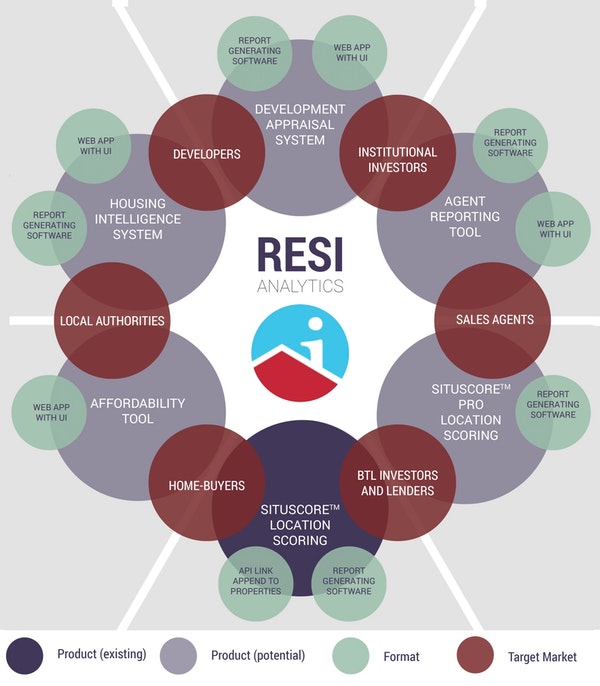 REPORT
GENERATING
SOFTWARE
WEB APP
WITH UI
DEVELOPMENT
APPRAISAL
SYSTEM
DEVELOPERS
INSTITUTIONAL
INVESTORS
WEB APP
WITH UI
REPORT
GENERATING
SOFTWARE
HOUSING
INTELLIGENCE
SYSTEM
REPORT
GENERATING
SOFTWARE
AGENT
REPORTING
TOOL
WEB APP
WITH UI
RESI
ANALYTICS
LOCAL AUTHORITIES
SALES AGENTS
AFFORDABILITY
TOOL
WEB APP
WITH UI
SITUSCORE™
PRO
LOCATION
SCORING
REPORT
GENERATING
SOFTWARE
HOME-BUYERS
BTL INVESTORS
AND LENDERS
SITUSCORE™
LOCATION
SCORING
API LINK
APPEND TO
PROPERTIES
REPORT
GENERATING
SOFTWARE
Product (existing)
Product (potential)
Format
Target Market